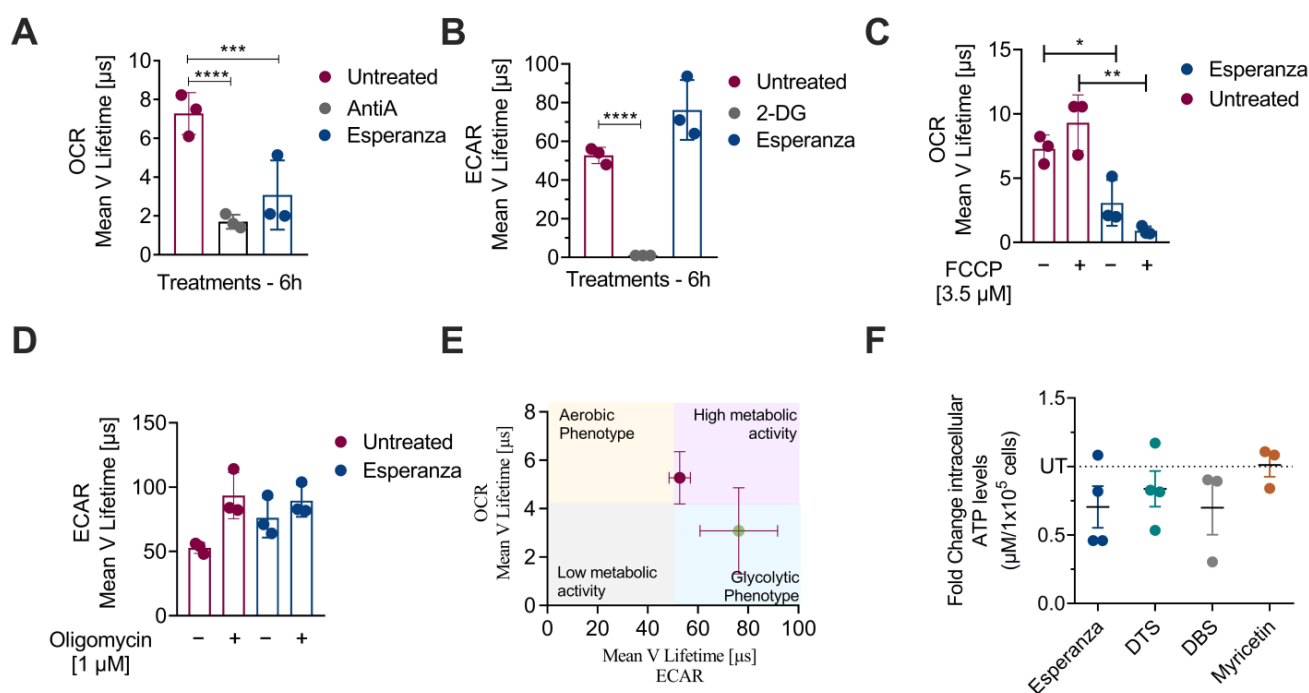 A
OCR
Mean V Lifetime [µs]
10
8
6
4
2
0
***
****
Untreated
AntiA
Esperanza
Treatments - 6h
B
ECAR
Mean V Lifetime [µs]
100
80
60
40
20
0
****
Untreated
2-DG
Esperanza
Treatments - 6h
C
OCR
Mean V Lifetime [µs]
15
10
5
0
*
**
Esperanza
Untreated
FCCP − + − +
[3.5 µM]
D
ECAR
Mean V Lifetime [µs]
150
100
50
0
Untreated
Esperanza
Oligomycin − + − +
[1 µM]
E
OCR
Mean V Lifetime [µs]
8
6
4
2
0
Aerobic
Phenotype
High metabolic
activity
Low metabolic
activity
Glycolytic
Phenotype
0 20 40 60 80 100
Mean V Lifetime [µs]
ECAR
F
Fold Change intracellular
ATP levels
(µM/1x10⁵ cells)
1.5
UT
0.5
0.0
Esperanza
DTS
DBS
Myricetin